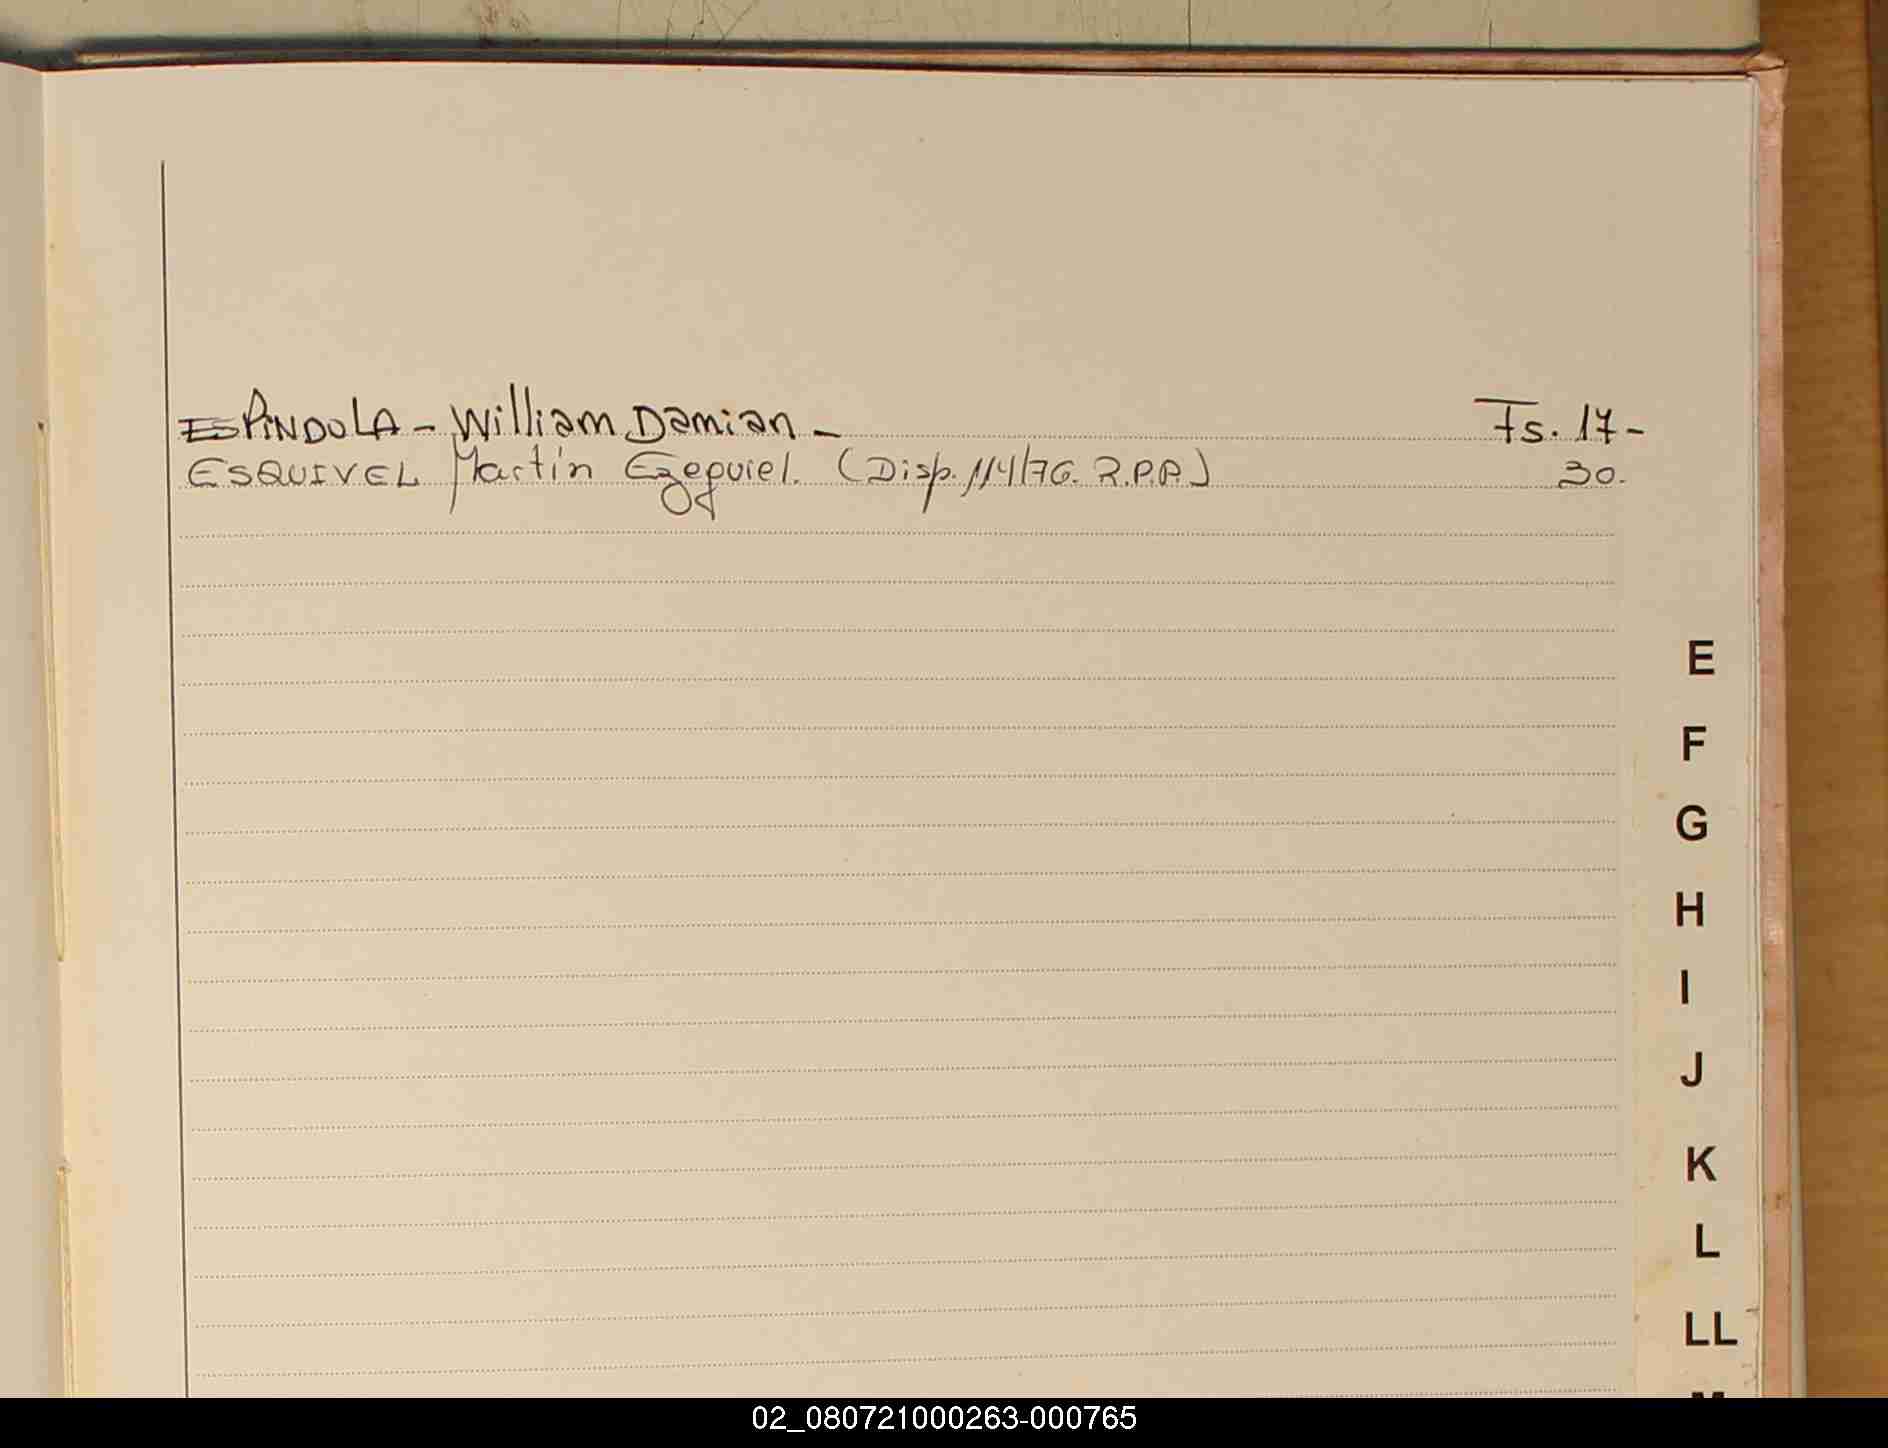 ESPINDOLA - William Damian - Fs. 17-
ESQUIVEL Martin Ezequiel. (Disp. 114/76. R.P.P.) 30.
E
F
G
H
I
J
K
L
LL
M
02_080721000263-000765